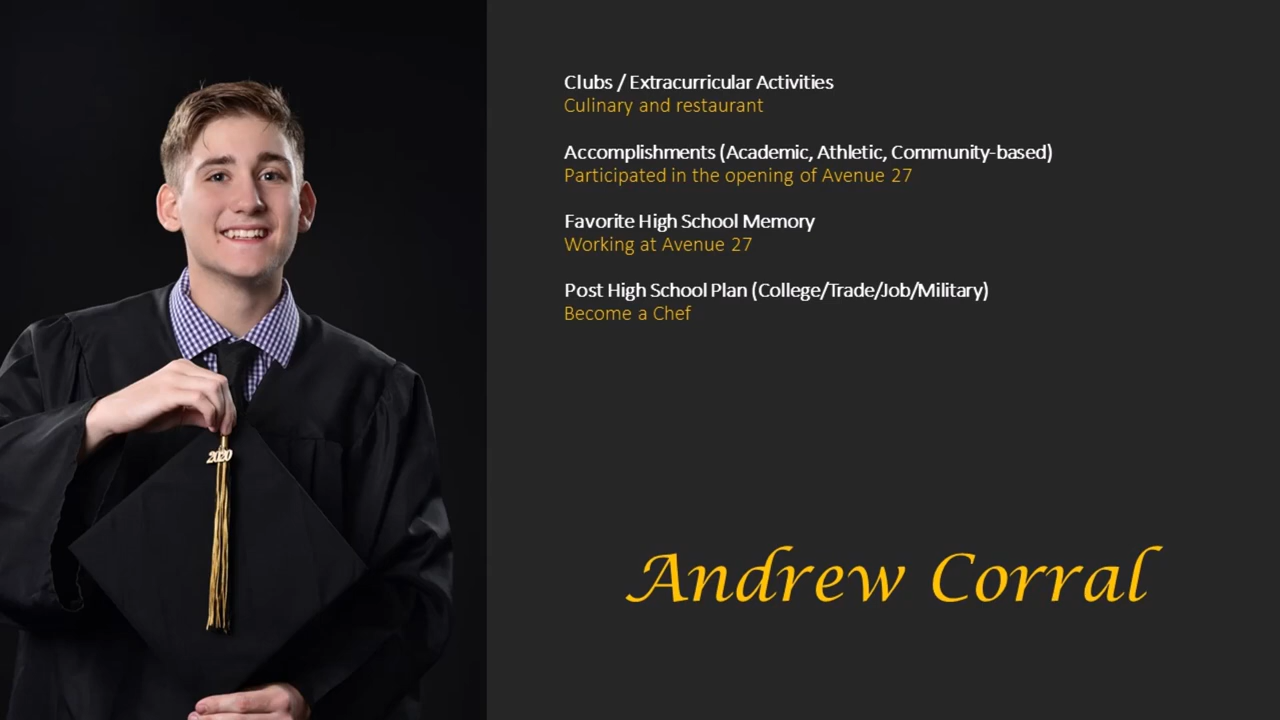 Clubs / Extracurricular Activities
Culinary and restaurant
Accomplishments (Academic, Athletic, Community-based)
Participated in the opening of Avenue 27
Favorite High School Memory
Working at Avenue 27
Post High School Plan (College/Trade/Job/Military)
Become a Chef
2020
Andrew Corral